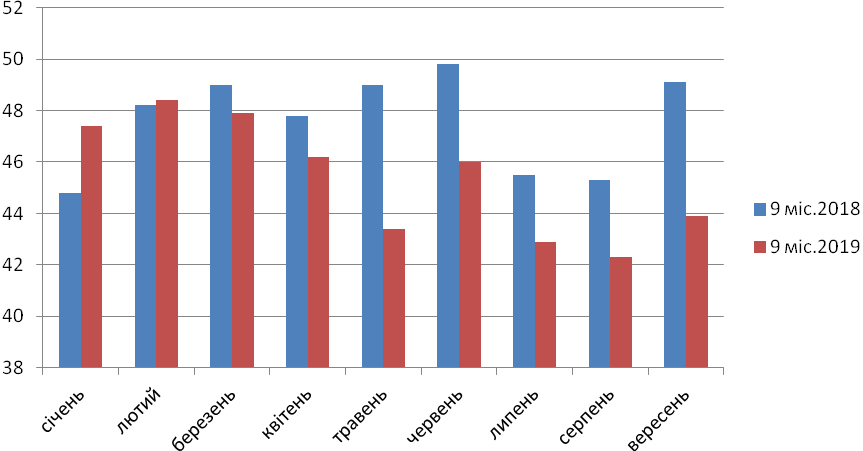 52
50
48
46
44
42
40
38
січень
лютий
березень
квітень
травень
червень
липень
серпень
вересень
9 міс.2018
9 міс.2019